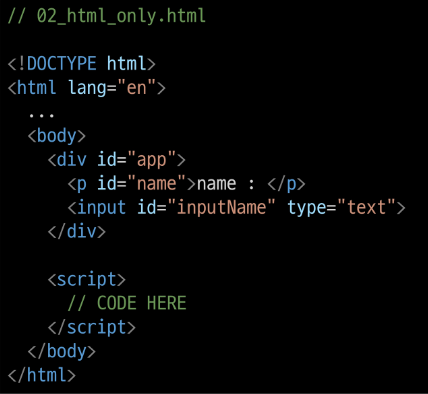 // 02_html_only.html
<!DOCTYPE html>
<html lang="en">
...
<body>
<div id="app">
<p id="name">name : </p>
<input id="inputName" type="text">
</div>
<script>
// CODE HERE
</script>
</body>
</html>